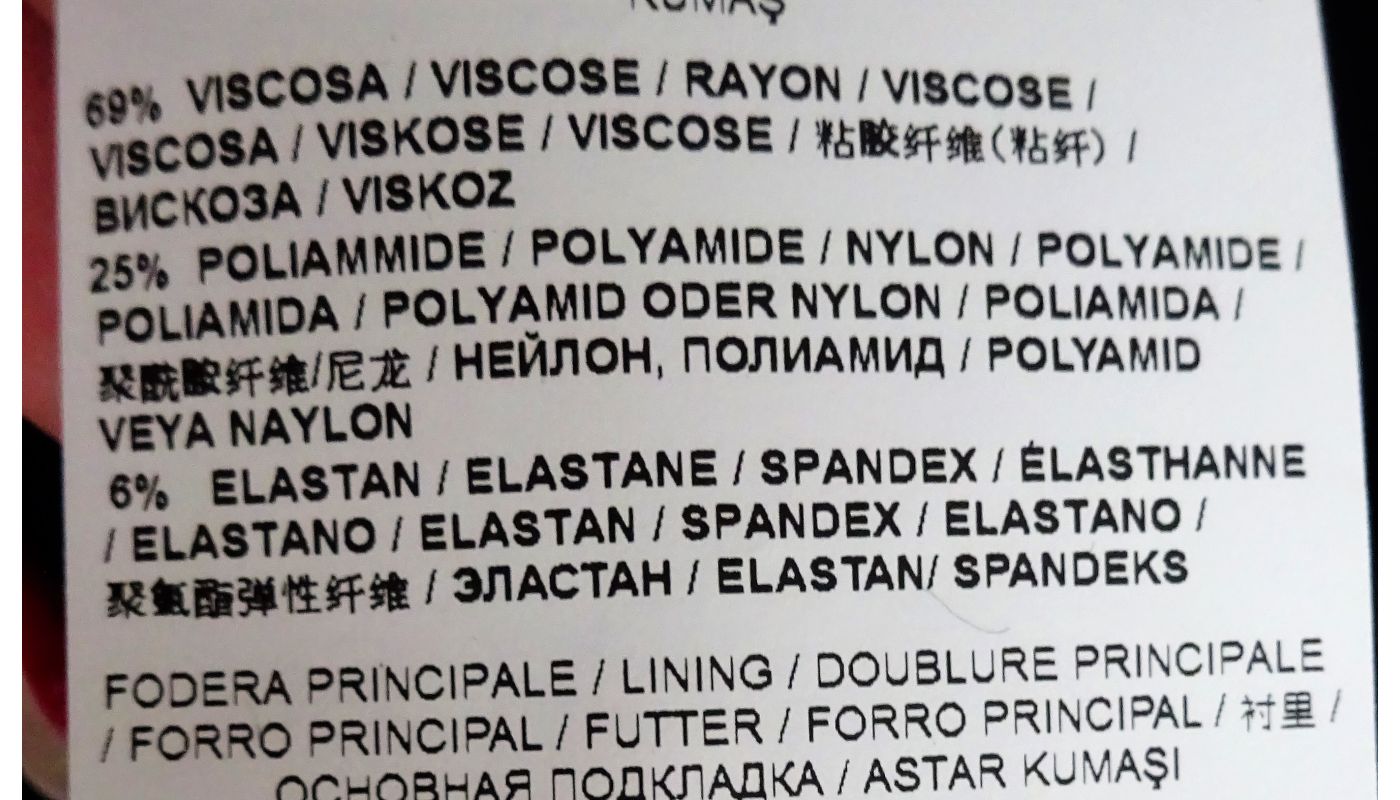 KUMAŞ
69% VISCOSA / VISCOSE / RAYON / VISCOSE /
VISCOSA / VISKOSE / VISCOSE / 粘胶纤维(粘纤) /
ВИСКОЗА / VISKOZ
25% POLIAMMIDE / POLYAMIDE / NYLON / POLYAMIDE /
POLIAMIDA / POLYAMID ODER NYLON / POLIAMIDA /
聚酰胺纤维/尼龙 / НЕЙЛОН, ПОЛИАМИД / POLYAMID
VEYA NAYLON
6% ELASTAN / ELASTANE / SPANDEX / ÉLASTHANNE
/ ELASTANO / ELASTAN / SPANDEX / ELASTANO /
聚氨酯弹性纤维 / ЭЛАСТАН / ELASTAN/ SPANDEKS
FODERA PRINCIPALE / LINING / DOUBLURE PRINCIPALE
/ FORRO PRINCIPAL / FUTTER / FORRO PRINCIPAL / 衬里 /
ОСНОВНАЯ ПОДКЛАДКА / ASTAR KUMAŞI